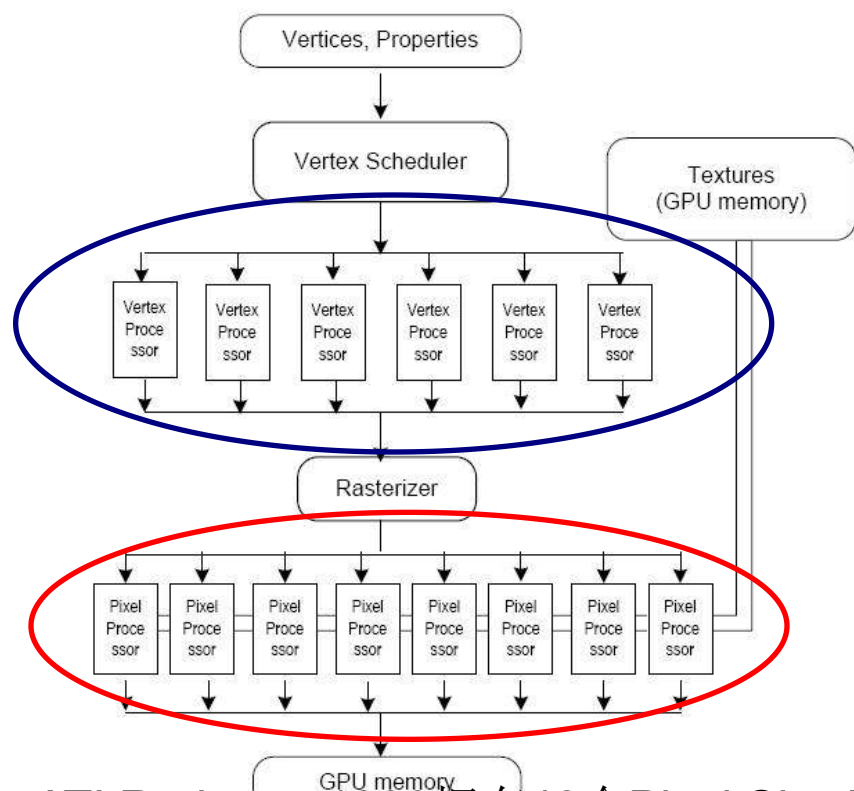 Vertices, Properties
Vertex Scheduler
Textures
(GPU memory)
Vertex
Proce
ssor
Vertex
Proce
ssor
Vertex
Proce
ssor
Vertex
Proce
ssor
Vertex
Proce
ssor
Vertex
Proce
ssor
Rasterizer
Pixel
Proce
ssor
Pixel
Proce
ssor
Pixel
Proce
ssor
Pixel
Proce
ssor
Pixel
Proce
ssor
Pixel
Proce
ssor
Pixel
Proce
ssor
Pixel
Proce
ssor
GPU memory